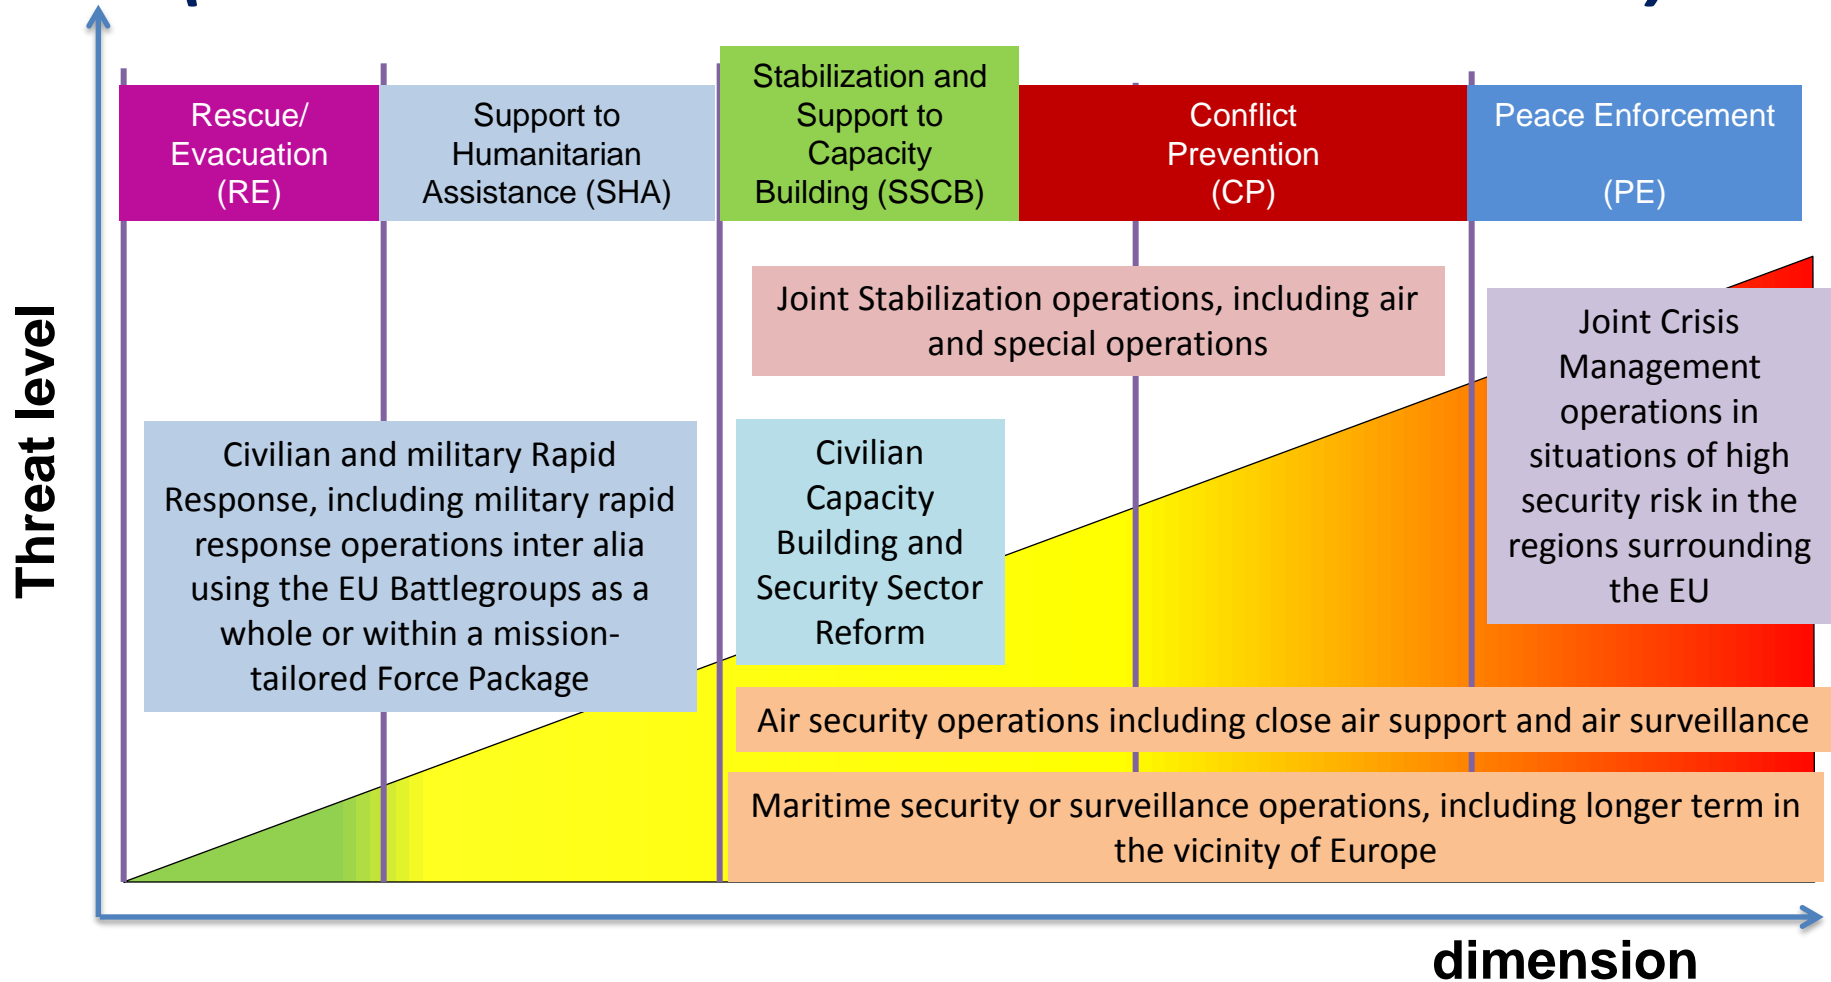 Rescue/
Evacuation
(RE)
Support to
Humanitarian
Assistance (SHA)
Stabilization and
Support to
Capacity
Building (SSCB)
Conflict
Prevention
(CP)
Peace Enforcement
(PE)
Threat level
Joint Stabilization operations, including air
and special operations
Joint Crisis
Management
operations in
situations of high
security risk in the
regions surrounding
the EU
Civilian and military Rapid
Response, including military rapid
response operations inter alia
using the EU Battlegroups as a
whole or within a mission-
tailored Force Package
Civilian
Capacity
Building and
Security Sector
Reform
Air security operations including close air support and air surveillance
Maritime security or surveillance operations, including longer term in
the vicinity of Europe
dimension